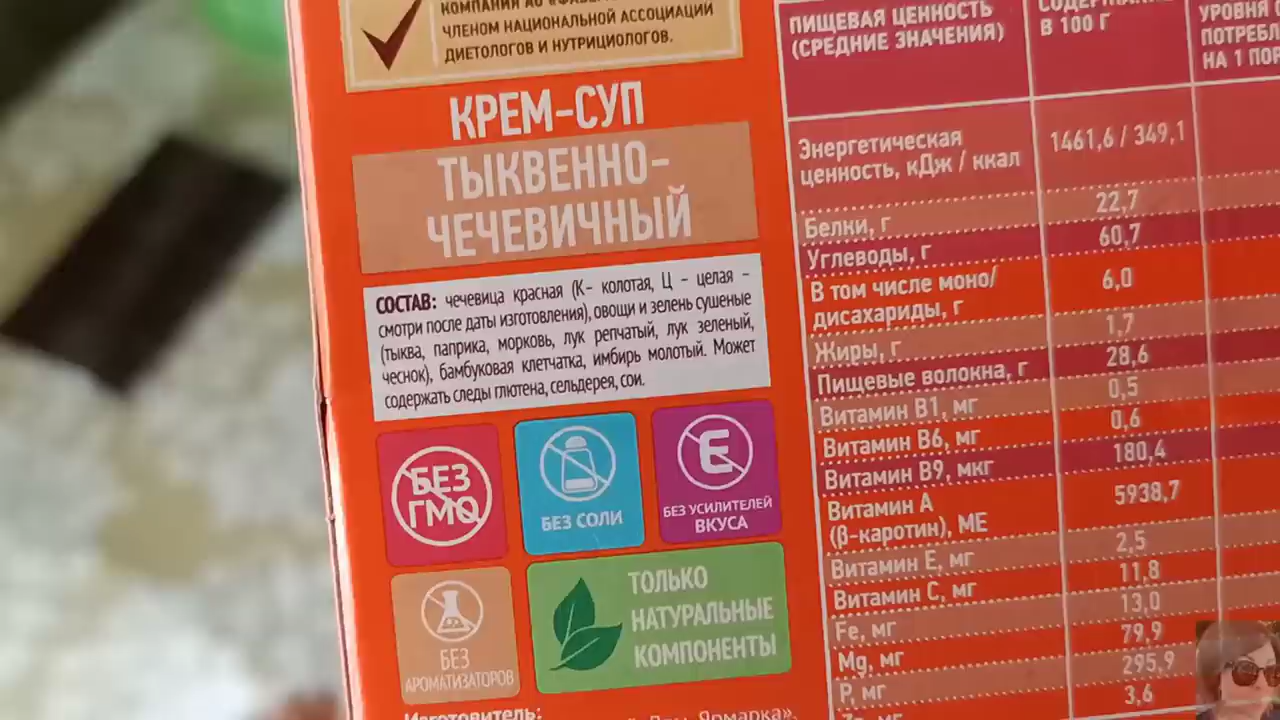 КОМПАНИИ АО «ФАБЕР
ЧЛЕНОМ НАЦИОНАЛЬНОЙ АССОЦИАЦИИ
ДИЕТОЛОГОВ И НУТРИЦИОЛОГОВ.
КРЕМ-СУП
ТЫКВЕННО-
ЧЕЧЕВИЧНЫЙ
СОСТАВ: чечевица красная (К- колотая, Ц - целая -
смотри после даты изготовления), овощи и зелень сушеные
(тыква, паприка, морковь, лук репчатый, лук зеленый,
чеснок), бамбуковая клетчатка, имбирь молотый. Может
содержать следы глютена, сельдерея, сои.
БЕЗ
ГМО
БЕЗ СОЛИ
Е
БЕЗ УСИЛИТЕЛЕЙ
ВКУСА
БЕЗ
АРОМАТИЗАТОРОВ
ТОЛЬКО
НАТУРАЛЬНЫЕ
КОМПОНЕНТЫ
Изготовитель:
Ярмарка»,
ПИЩЕВАЯ ЦЕННОСТЬ
(СРЕДНИЕ ЗНАЧЕНИЯ)
В 100 Г
УРОВНЯ
ПОТРЕБЛ
НА 1 ПОР
Энергетическая
ценность, кДж / ккал
1461,6 / 349,1
Белки, г
22,7
Углеводы, г
60,7
В том числе моно/
дисахариды, г
6,0
Жиры, г
1,7
Пищевые волокна, г
28,6
Витамин В1, мг
0,5
Витамин В6, мг
0,6
Витамин В9, мкг
180,4
Витамин А
(β-каротин), МЕ
5938,7
Витамин Е, мг
2,5
Витамин С, мг
11,8
Fe, мг
13,0
Mg, мг
79,9
P, мг
295,9
3,6